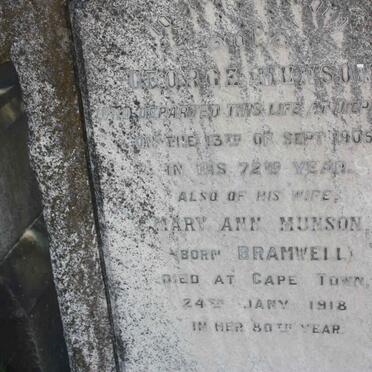 GEORGE MUNSON
WHO DEPARTED THIS LIFE AT
ON THE 13TH OF SEPT 1905
IN HIS 72ND YEAR.
ALSO OF HIS WIFE,
MARY ANN MUNSON,
(BORN BRAMWELL)
DIED AT CAPE TOWN,
24TH JANY 1918
IN HER 80TH YEAR.